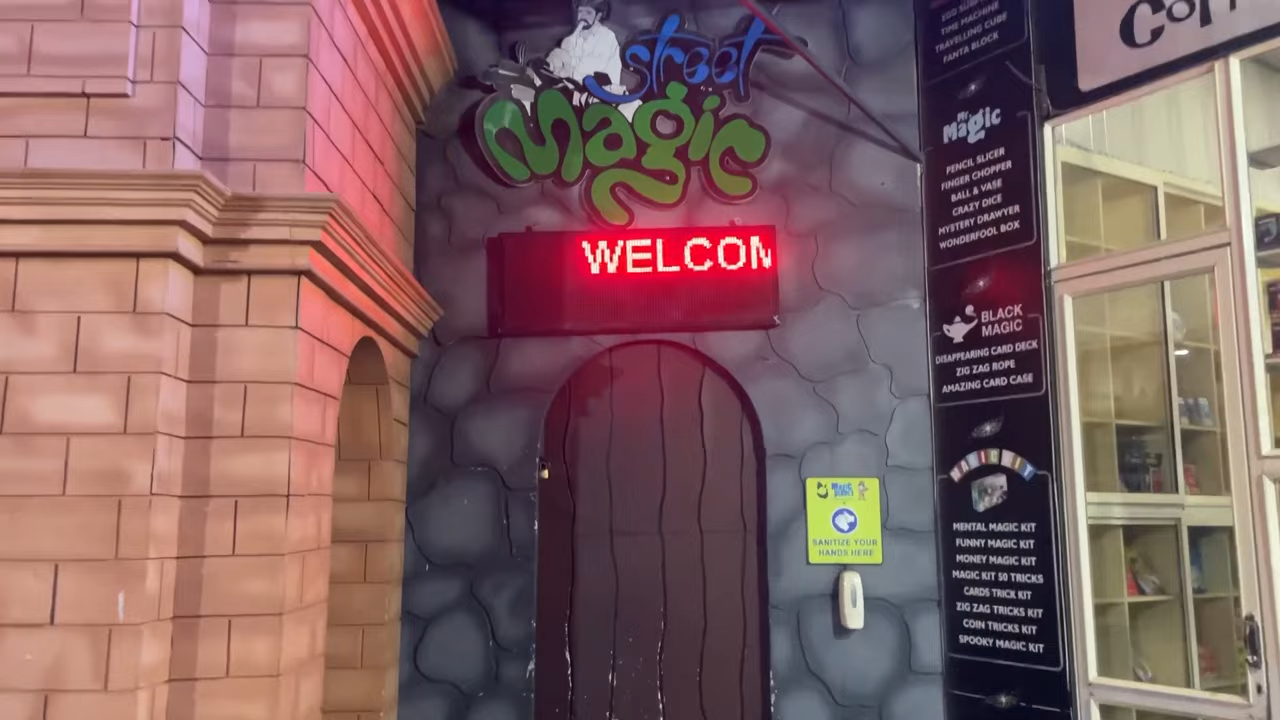 street
Magic
WELCOM
TIME MACHINE
TRAVELLING CUBE
FANTA BLOCK
Mr
Magic
PENCIL SLICER
FINGER CHOPPER
BALL & VASE
CRAZY DICE
MYSTERY DRAWYER
WONDERFOOL BOX
BLACK
MAGIC
DISAPPEARING CARD DECK
ZIG ZAG ROPE
AMAZING CARD CASE
MAGIC KIT
MENTAL MAGIC KIT
FUNNY MAGIC KIT
MONEY MAGIC KIT
MAGIC KIT 50 TRICKS
CARDS TRICK KIT
ZIG ZAG TRICKS KIT
COIN TRICKS KIT
SPOOKY MAGIC KIT
Magic
SANITIZE YOUR
HANDS HERE